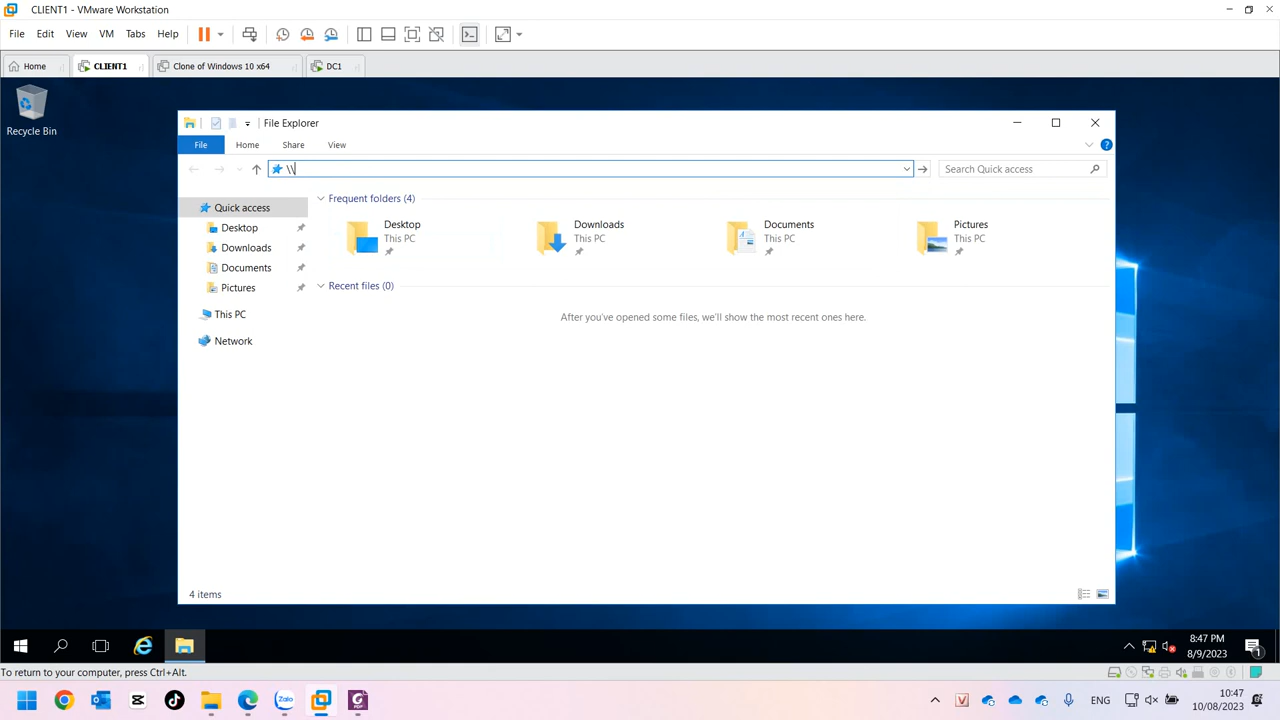 CLIENT1 - VMware Workstation
File Edit View VM Tabs Help
Home CLIENT1 Clone of Windows 10 x64 DC1
Recycle Bin
File Explorer
File Home Share View
\\
Search Quick access
Quick access
Desktop
Downloads
Documents
Pictures
This PC
Network
Frequent folders (4)
Desktop
This PC
Downloads
This PC
Documents
This PC
Pictures
This PC
Recent files (0)
After you've opened some files, we'll show the most recent ones here.
4 items
8:47 PM
8/9/2023
1
To return to your computer, press Ctrl+Alt.
Zalo
PDF
V
ENG
10:47
10/08/2023